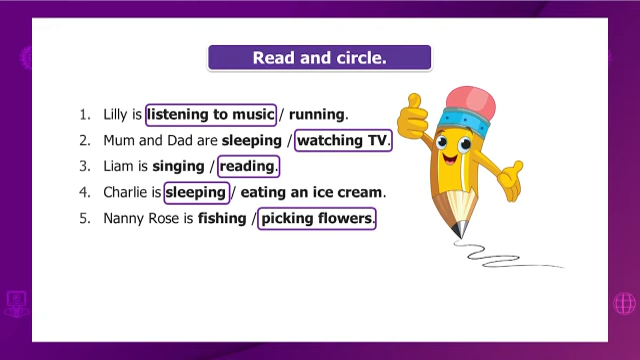 Read and circle.
1. Lilly is listening to music / running.
2. Mum and Dad are sleeping / watching TV.
3. Liam is singing / reading.
4. Charlie is sleeping / eating an ice cream.
5. Nanny Rose is fishing / picking flowers.